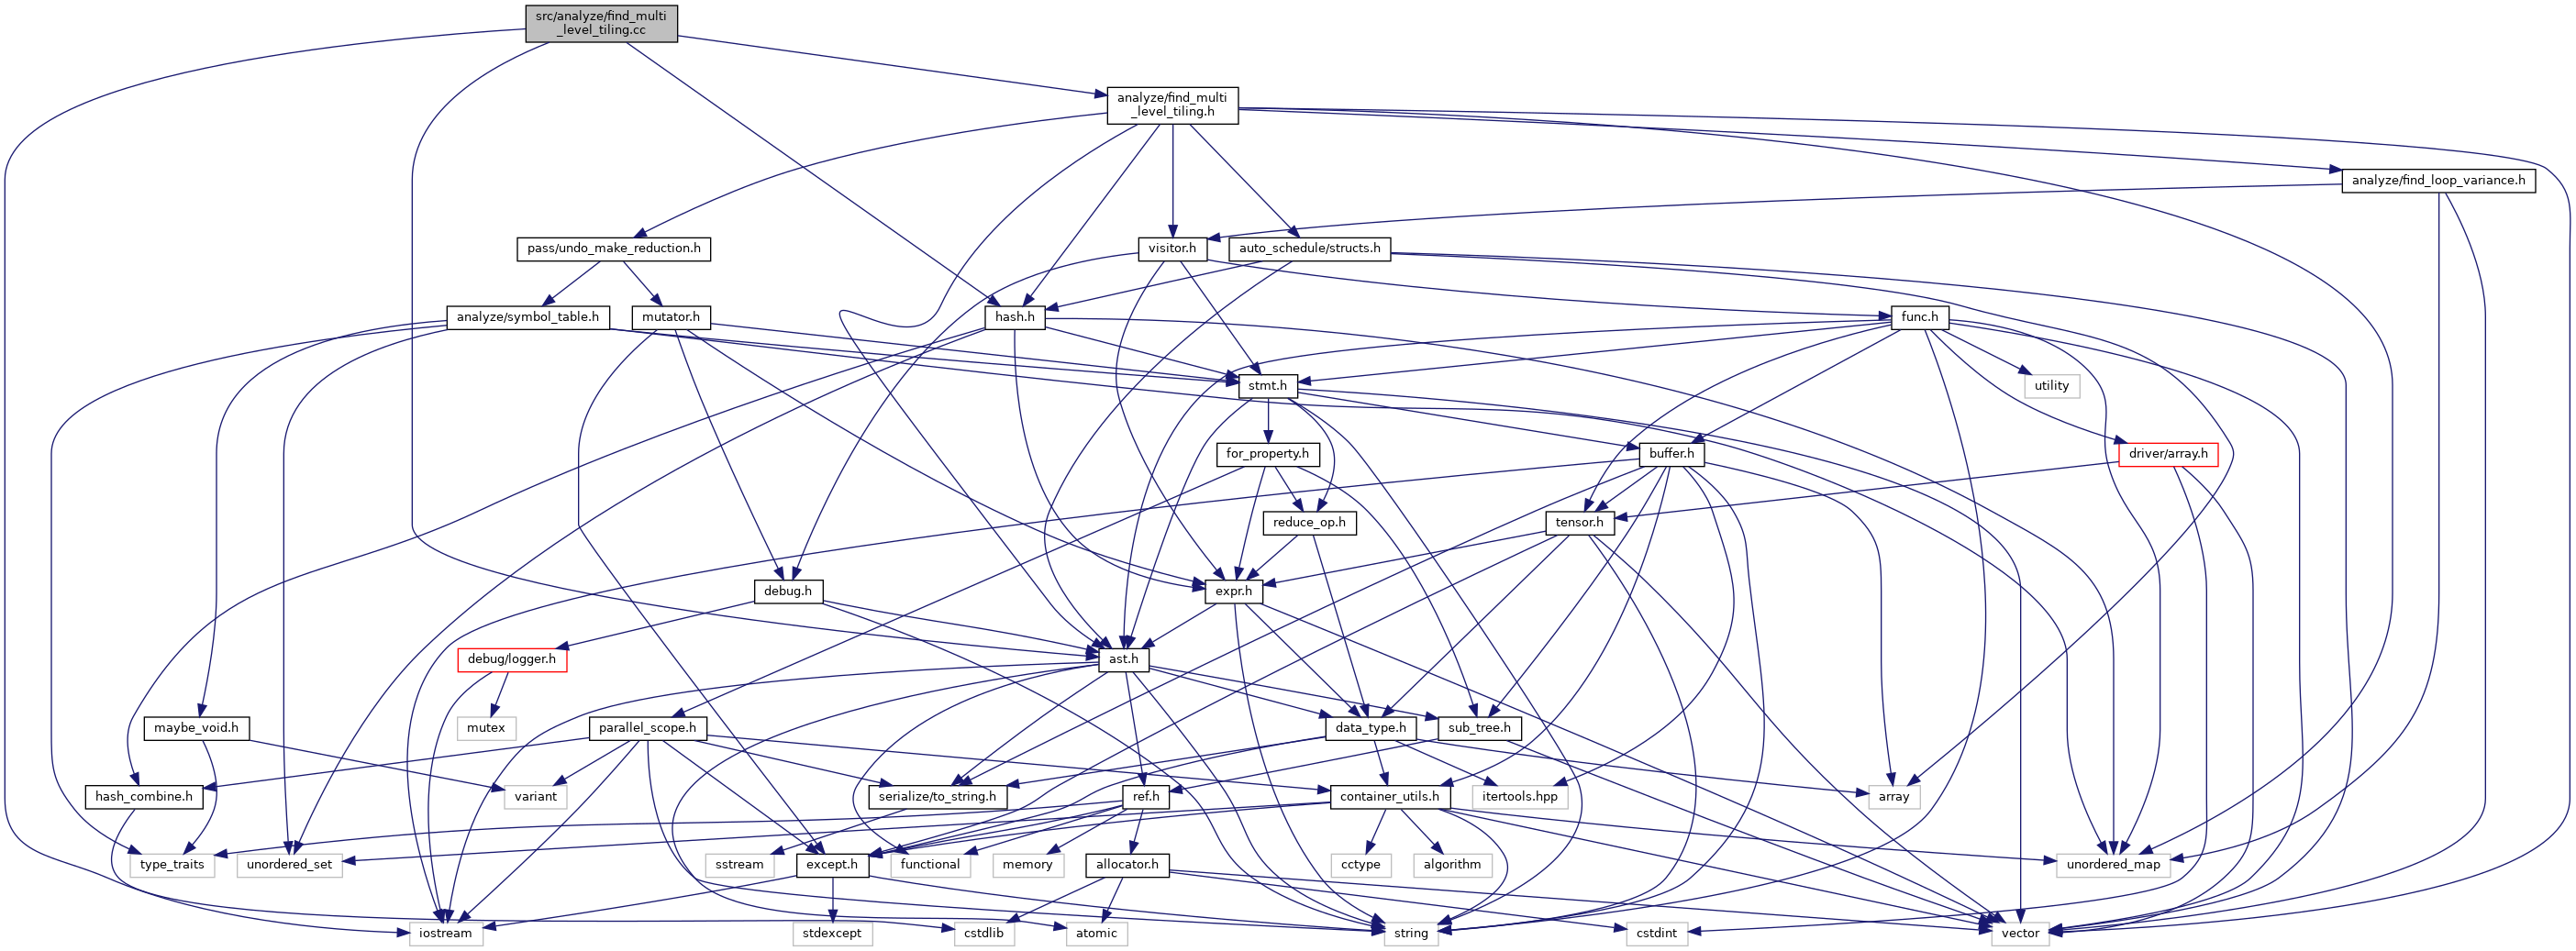 src/analyze/find_multi
_level_tiling.cc
analyze/find_multi
_level_tiling.h
analyze/find_loop_variance.h
pass/undo_make_reduction.h
visitor.h
auto_schedule/structs.h
analyze/symbol_table.h
mutator.h
hash.h
func.h
stmt.h
utility
for_property.h
buffer.h
driver/array.h
reduce_op.h
tensor.h
debug.h
expr.h
debug/logger.h
ast.h
mutex
maybe_void.h
parallel_scope.h
data_type.h
sub_tree.h
hash_combine.h
variant
serialize/to_string.h
ref.h
container_utils.h
itertools.hpp
array
type_traits
unordered_set
sstream
except.h
functional
memory
allocator.h
cctype
algorithm
unordered_map
iostream
stdexcept
cstdlib
atomic
string
cstdint
vector